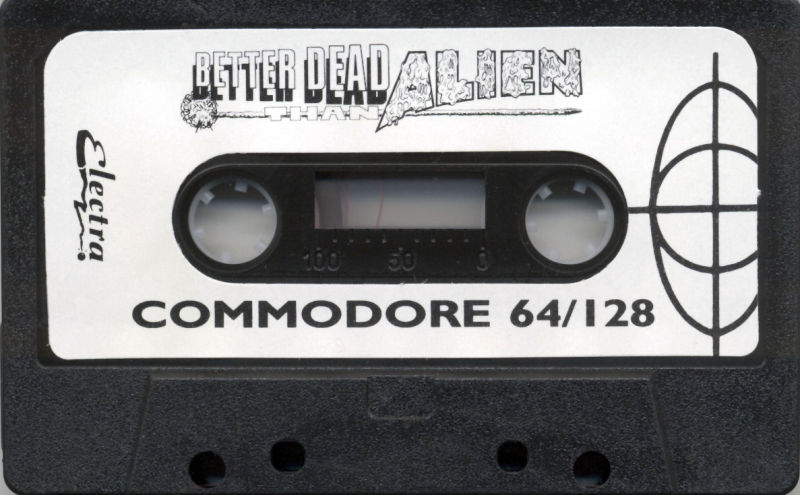 BETTER DEAD
THAN
ALIEN
Electra
100 50 0
COMMODORE 64/128